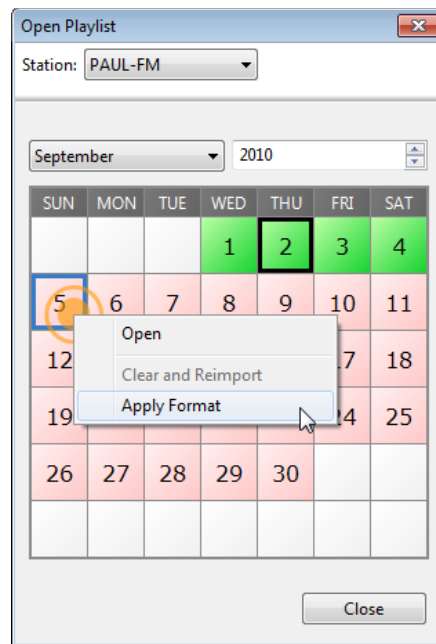 Open Playlist
Station: PAUL-FM
September 2010
SUN MON TUE WED THU FRI SAT
1 2 3 4
5 6 7 8 9 10 11
Open
12 7 18
Clear and Reimport
Apply Format
19 24 25
26 27 28 29 30
Close